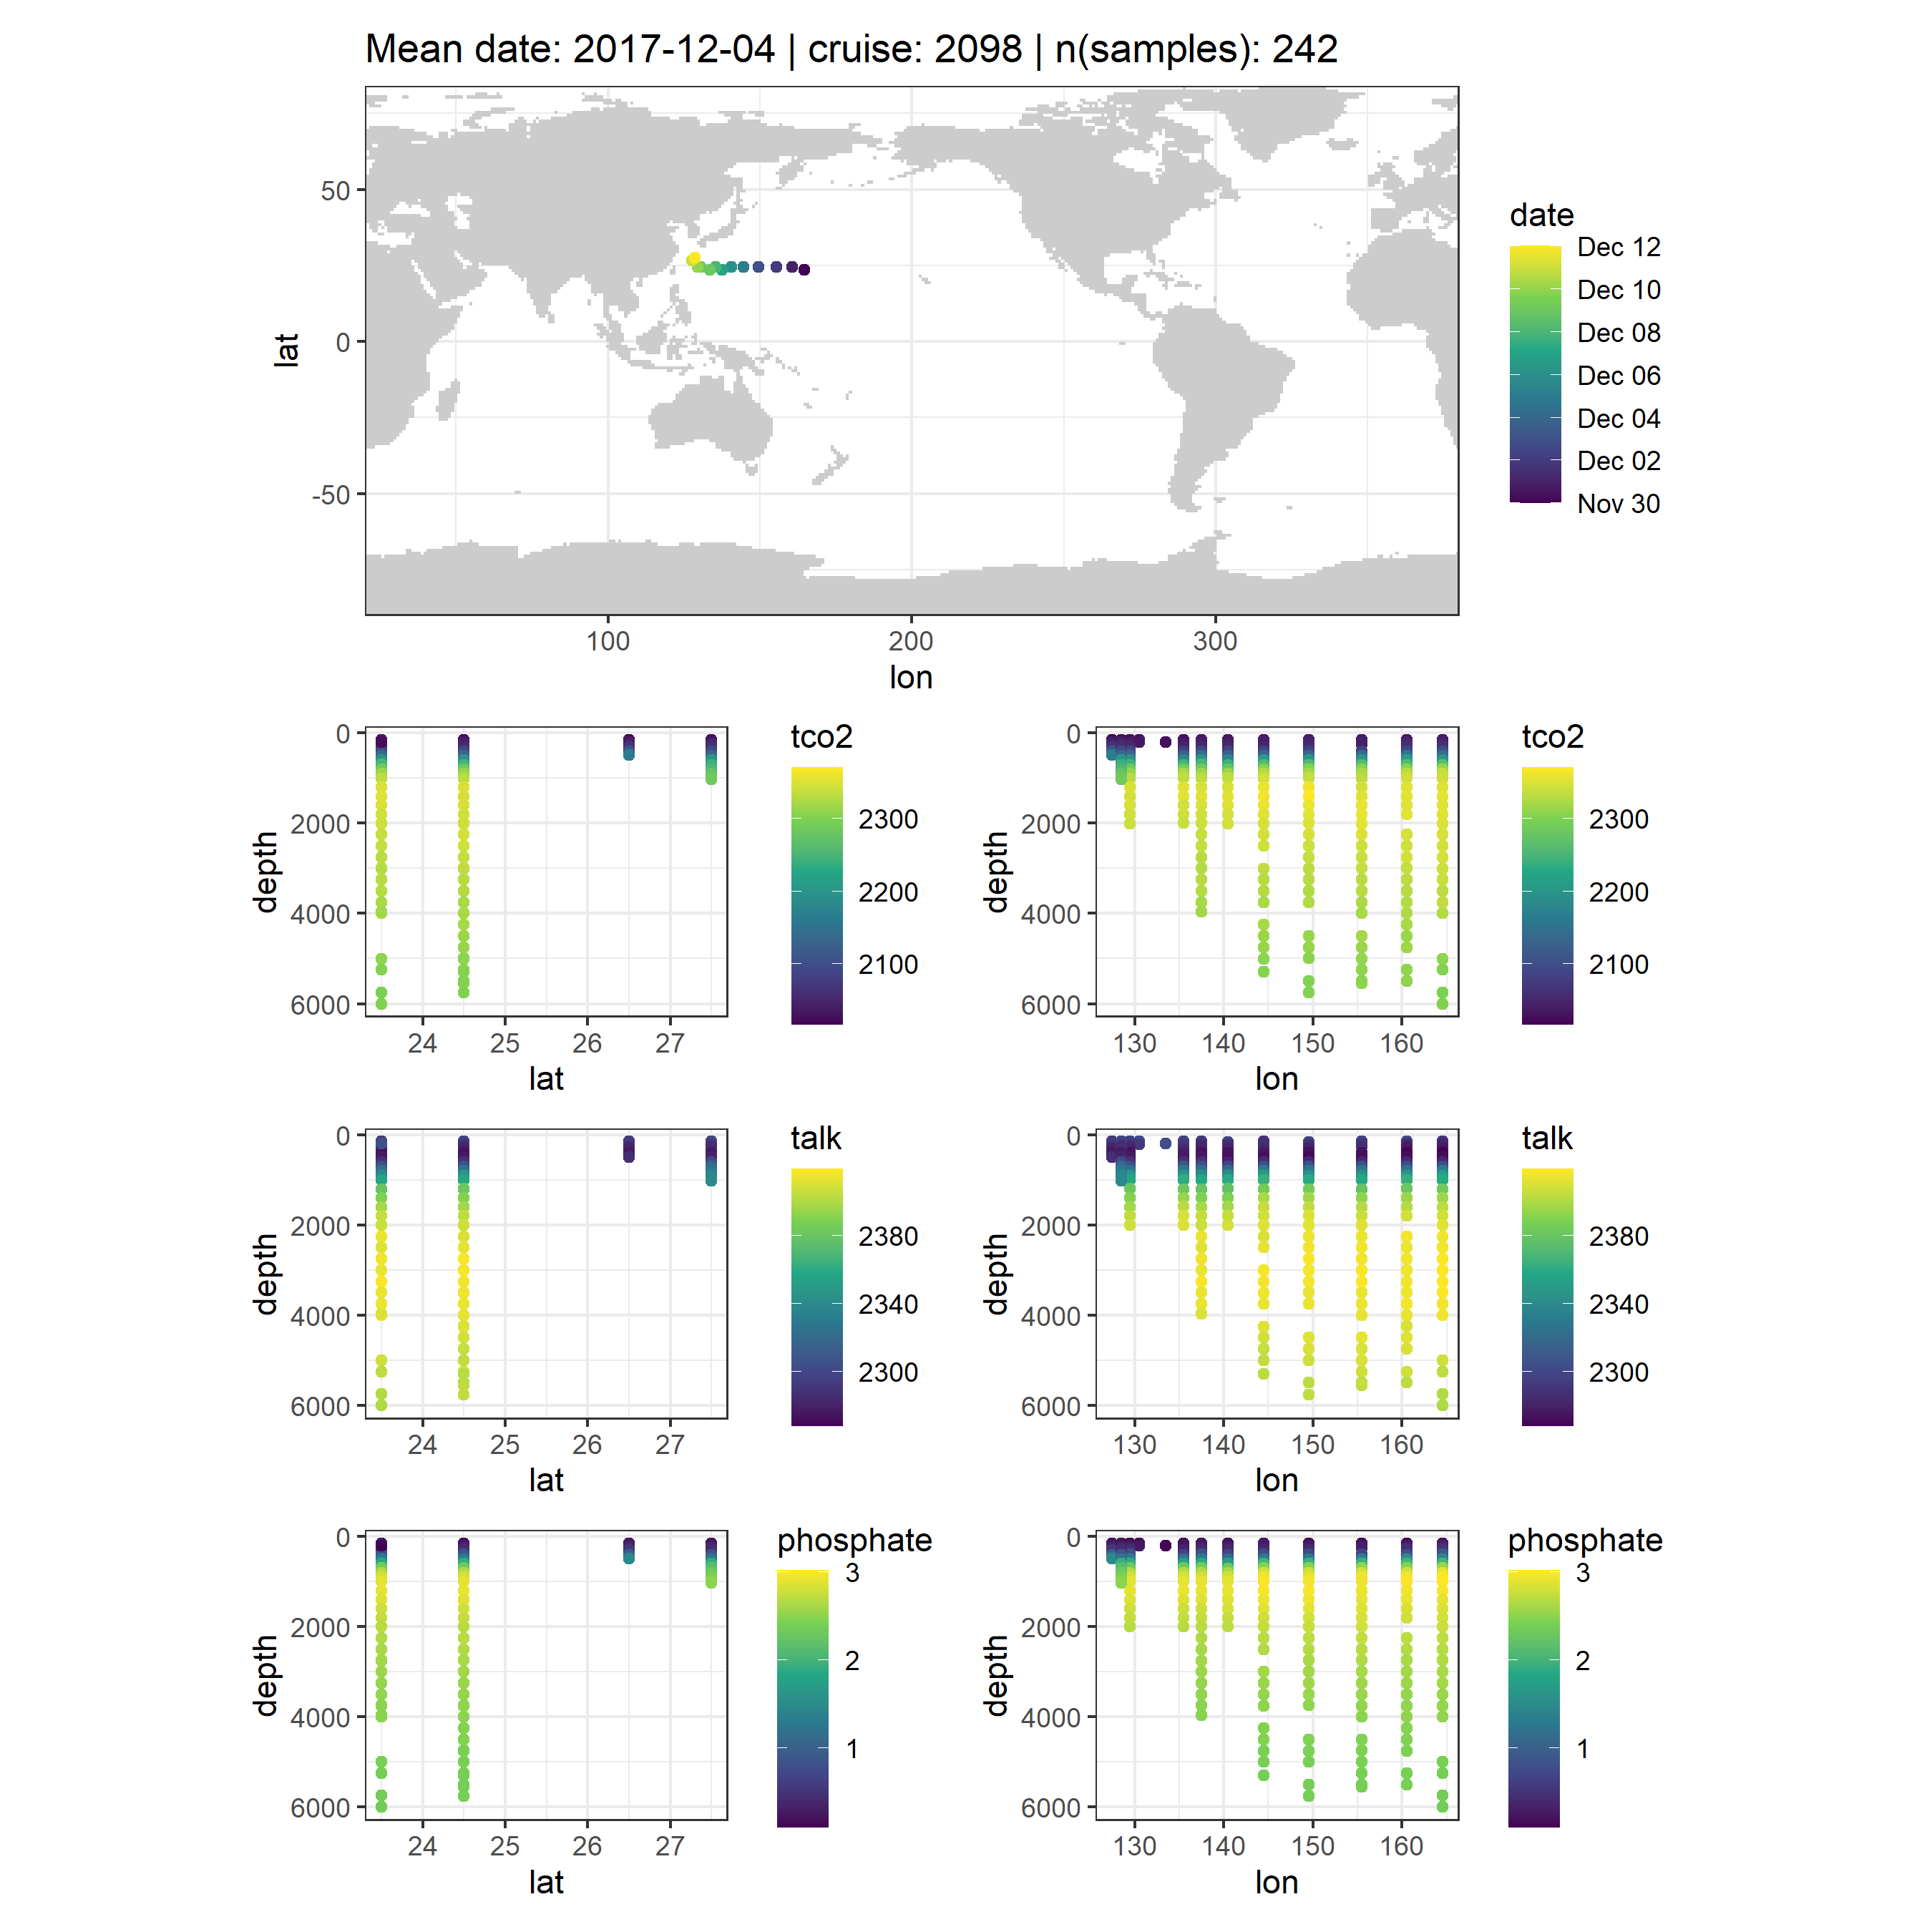 Mean date: 2017-12-04 | cruise: 2098 | n(samples): 242
50
0
-50
lat
100 200 300
lon
date
Dec 12
Dec 10
Dec 08
Dec 06
Dec 04
Dec 02
Nov 30
0
2000
4000
6000
depth
24 25 26 27
lat
tco2
2300
2200
2100
0
2000
4000
6000
depth
130 140 150 160
lon
tco2
2300
2200
2100
0
2000
4000
6000
depth
24 25 26 27
lat
talk
2380
2340
2300
0
2000
4000
6000
depth
130 140 150 160
lon
talk
2380
2340
2300
0
2000
4000
6000
depth
24 25 26 27
lat
phosphate
3
2
1
0
2000
4000
6000
depth
130 140 150 160
lon
phosphate
3
2
1